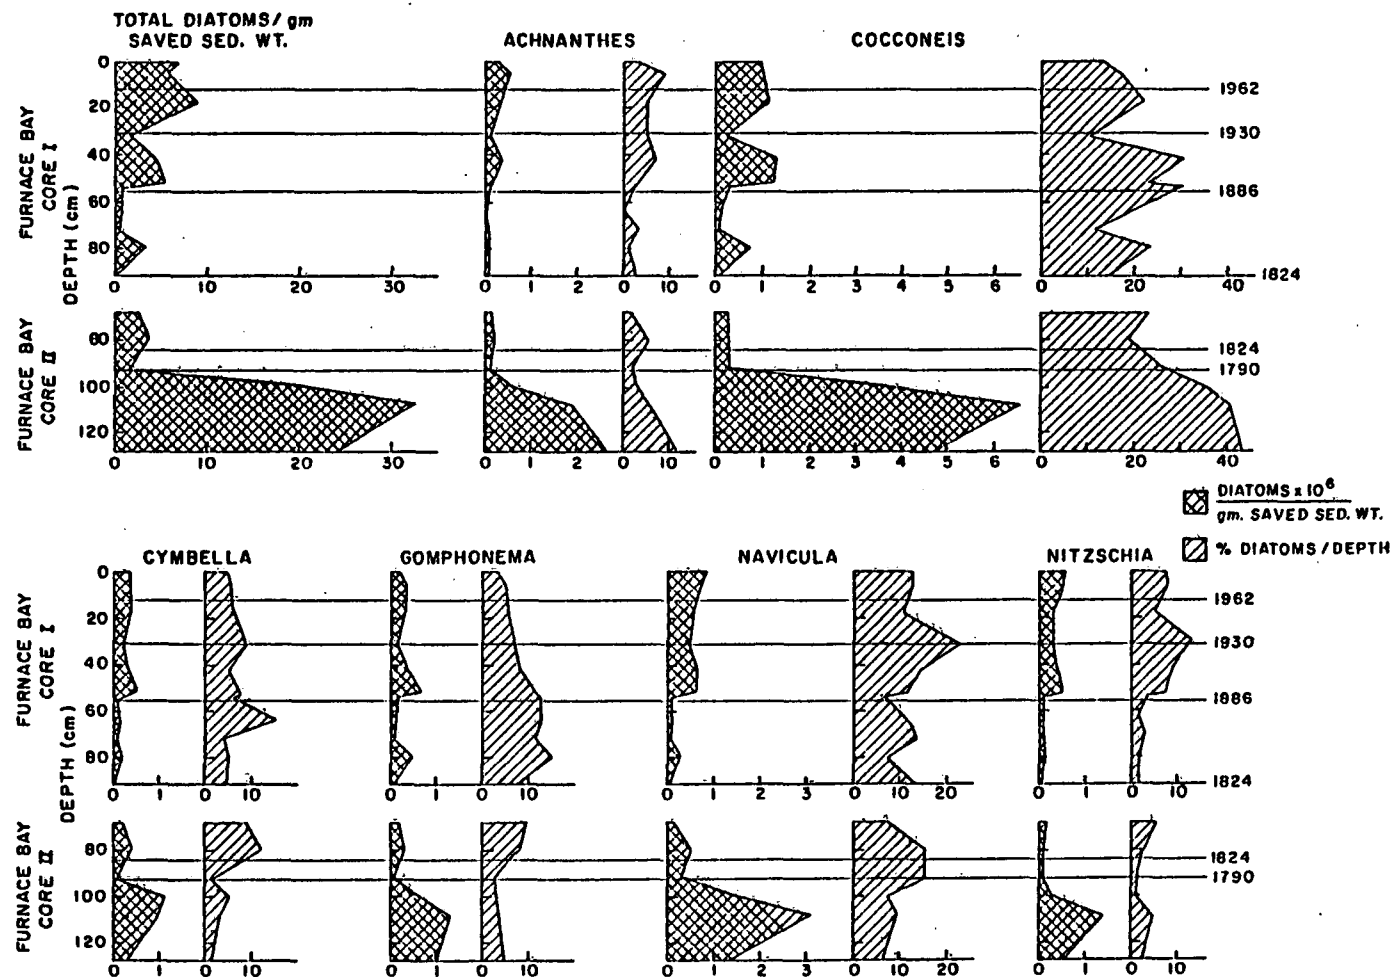 TOTAL DIATOMS/gm
SAVED SED. WT.
ACHNANTHES
COCCONEIS
FURNACE BAY
CORE I
DEPTH (cm)
0
20
40
60
80
1962
1930
1886
1824
0 10 20 30
0 1 2
0 10
0 1 2 3 4 5 6
0 20 40
FURNACE BAY
CORE II
80
100
120
1824
1790
0 10 20 30
0 2
0 10
0 1 2 3 4 5 6
0 20 40
DIATOMS x 10⁶
gm. SAVED SED. WT.
% DIATOMS/DEPTH
CYMBELLA
GOMPHONEMA
NAVICULA
NITZSCHIA
FURNACE BAY
CORE I
DEPTH (cm)
0
20
40
60
80
1962
1930
1986
1824
0 1
0 10
0 1
0 10
0 1 2 3
0 10 20
0 1
0 10
FURNACE BAY
CORE II
80
100
120
1824
1790
0 1
0 10
0 1
0 10
0 1 2 3
0 10 20
0 1
0 10